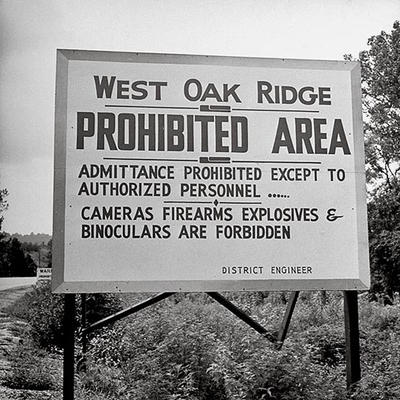 WEST OAK RIDGE
PROHIBITED AREA
ADMITTANCE PROHIBITED EXCEPT TO
AUTHORIZED PERSONNEL ......
CAMERAS FIREARMS EXPLOSIVES &
BINOCULARS ARE FORBIDDEN
DISTRICT ENGINEER